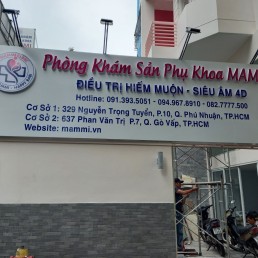 Phòng Khám Sản Phụ Khoa MAM
ĐIỀU TRỊ HIẾM MUỘN - SIÊU ÂM 4D
Hotline: 091.393.5051 - 094.967.8910 - 082.7777.500
Cơ Sở 1: 329 Nguyễn Trọng Tuyển, P.10, Q. Phú Nhuận, TP.HCM
Cơ Sở 2: 637 Phan Văn Trị P.7, Q. Gò Vấp, TP.HCM
Website: mammi.vn